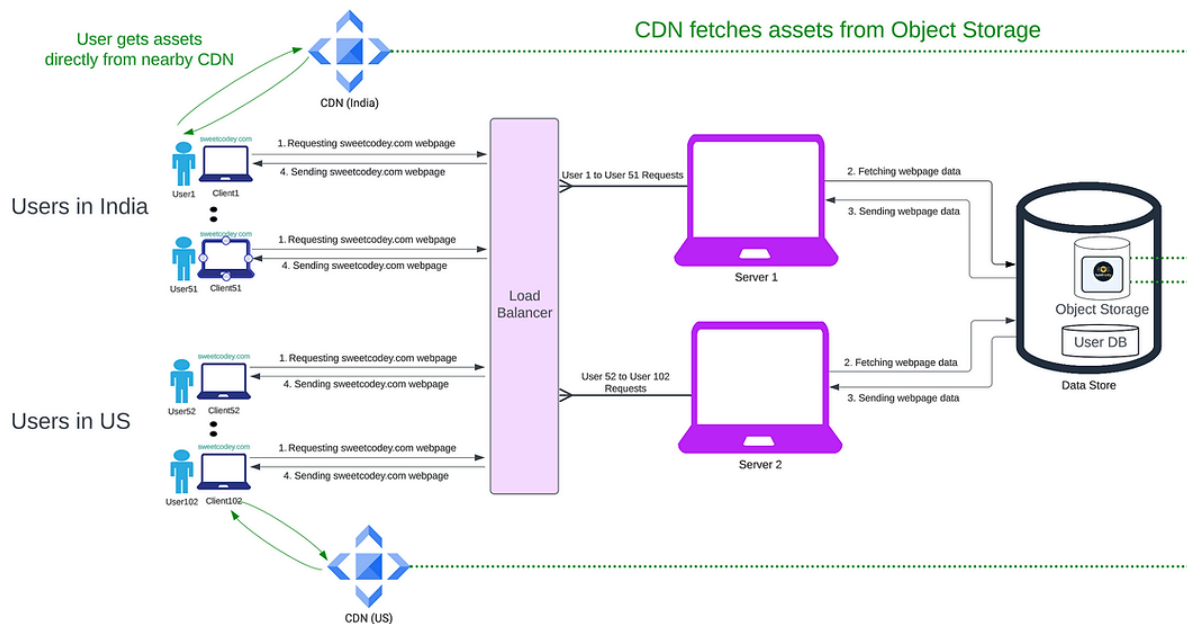 CDN fetches assets from Object Storage
User gets assets
directly from nearby CDN
CDN (India)
sweetcodey.com
1. Requesting sweetcodey.com webpage
4. Sending sweetcodey.com webpage
User1
Client1
Users in India
sweetcodey.com
1. Requesting sweetcodey.com webpage
4. Sending sweetcodey.com webpage
User51
Client51
sweetcodey.com
1. Requesting sweetcodey.com webpage
4. Sending sweetcodey.com webpage
User52
Client52
Users in US
sweetcodey.com
1. Requesting sweetcodey.com webpage
4. Sending sweetcodey.com webpage
User102
Client102
CDN (US)
Load
Balancer
User 1 to User 51 Requests
Server 1
2. Fetching webpage data
3. Sending webpage data
User 52 to User 102
Requests
Server 2
2. Fetching webpage data
3. Sending webpage data
Object Storage
User DB
Data Store